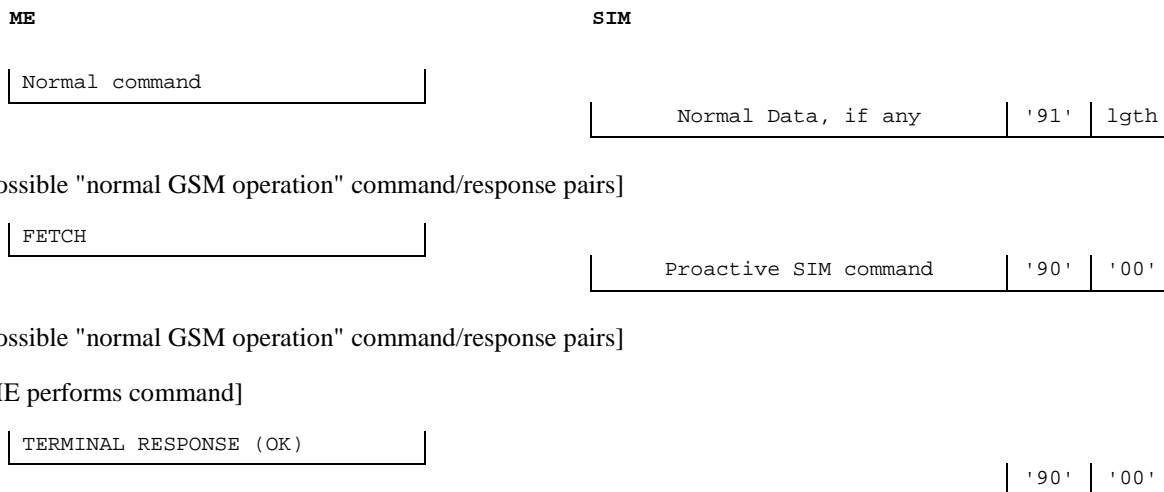 ME SIM
Normal command
Normal Data, if any '91' lgth
ossible "normal GSM operation" command/response pairs]
FETCH
Proactive SIM command '90' '00'
ossible "normal GSM operation" command/response pairs]
IE performs command]
TERMINAL RESPONSE (OK)
'90' '00'